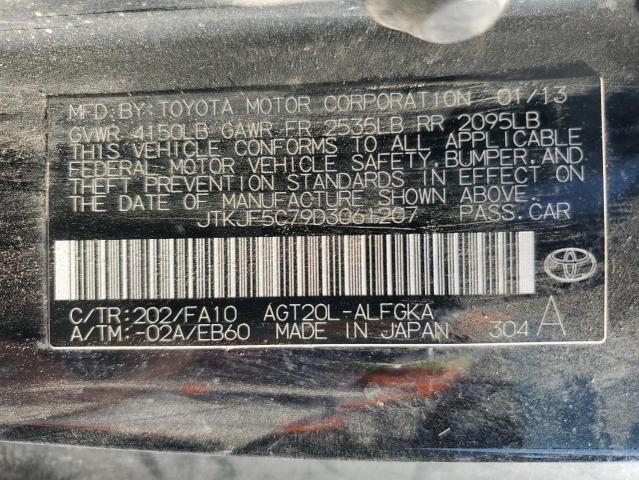 MFD. BY: TOYOTA MOTOR CORPORATION 01/13
GVWR 4150LB GAWR FR 2535LB RR 2095LB
THIS VEHICLE CONFORMS TO ALL APPLICABLE
FEDERAL MOTOR VEHICLE SAFETY, BUMPER, AND
THEFT PREVENTION STANDARDS IN EFFECT ON
THE DATE OF MANUFACTURE SHOWN ABOVE.
JTKJF5C79D3061207 PASS.CAR
C/TR:202/FA10 AGT20L-ALFGKA
A/TM:-02A/EB60 MADE IN JAPAN 304 A